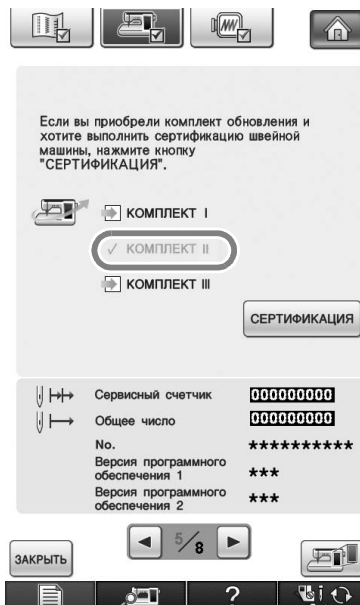 Если вы приобрели комплект обновления и
хотите выполнить сертификацию швейной
машины, нажмите кнопку
"СЕРТИФИКАЦИЯ".
КОМПЛЕКТ I
КОМПЛЕКТ II
КОМПЛЕКТ III
СЕРТИФИКАЦИЯ
Сервисный счетчик 000000000
Общее число 000000000
No. **********
Версия программного
обеспечения 1 ***
Версия программного
обеспечения 2 ***
ЗАКРЫТЬ
5/8
?
i